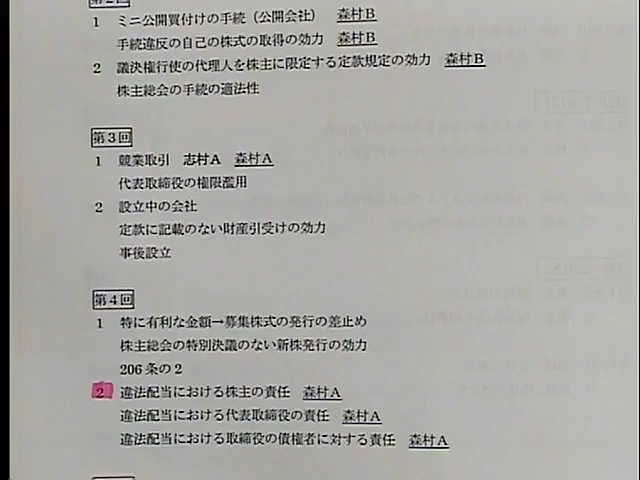 1 ミニ公開買付けの手続（公開会社） 森村B
手続違反の自己の株式の取得の効力 森村B
2 議決権行使の代理人を株主に限定する定款規定の効力 森村B
株主総会の手続の適法性
第3回
1 競業取引 志村A 森村A
代表取締役の権限濫用
2 設立中の会社
定款に記載のない財産引受けの効力
事後設立
第4回
1 特に有利な金額→募集株式の発行の差止め
株主総会の特別決議のない新株発行の効力
206条の2
2 違法配当における株主の責任 森村A
違法配当における代表取締役の責任 森村A
違法配当における取締役の債権者に対する責任 森村A